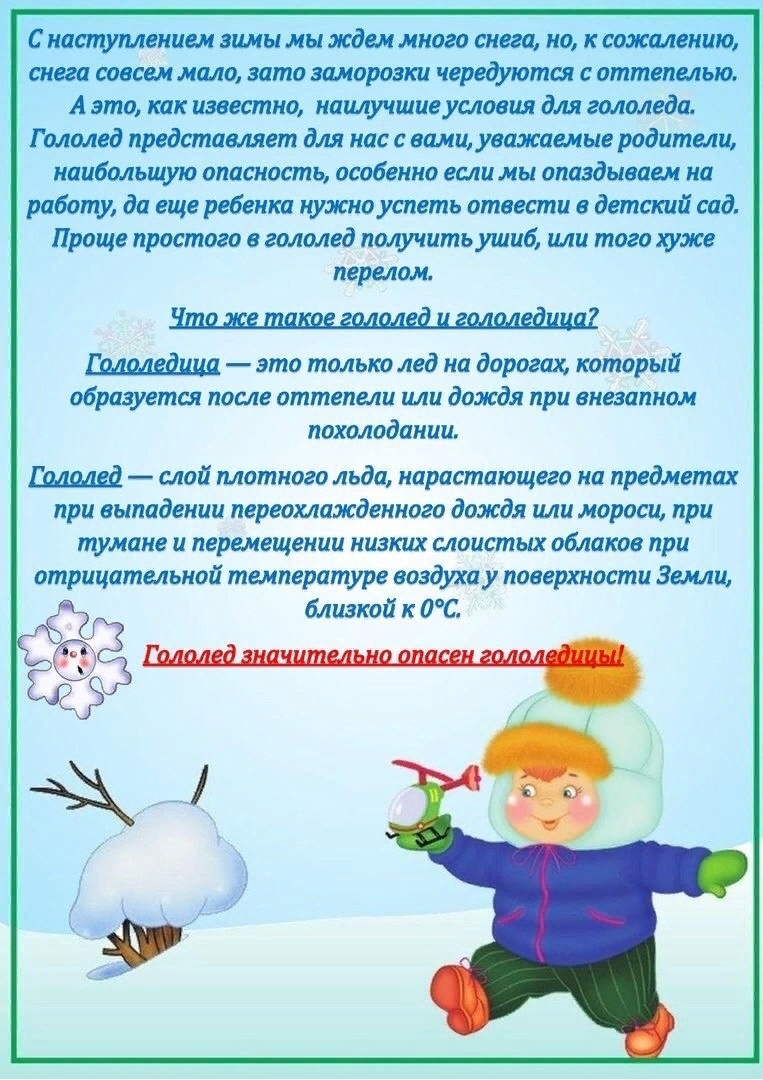 С наступлением зимы мы ждем много снега, но, к сожалению,
снега совсем мало, зато заморозки чередуются с оттепелью.
А это, как известно, наилучшие условия для гололеда.
Гололед представляет для нас с вами, уважаемые родители,
наибольшую опасность, особенно если мы опаздываем на
работу, да еще ребенка нужно успеть отвести в детский сад.
Проще простого в гололед получить ушиб, или того хуже
перелом.
Что же такое гололед и гололедица?
Гололедица — это только лед на дорогах, который
образуется после оттепели или дождя при внезапном
похолодании.
Гололед — слой плотного льда, нарастающего на предметах
при выпадении переохлажденного дождя или мороси, при
тумане и перемещении низких слоистых облаков при
отрицательной температуре воздуха у поверхности Земли,
близкой к 0°С.
Гололед значительно опасен гололедицы!